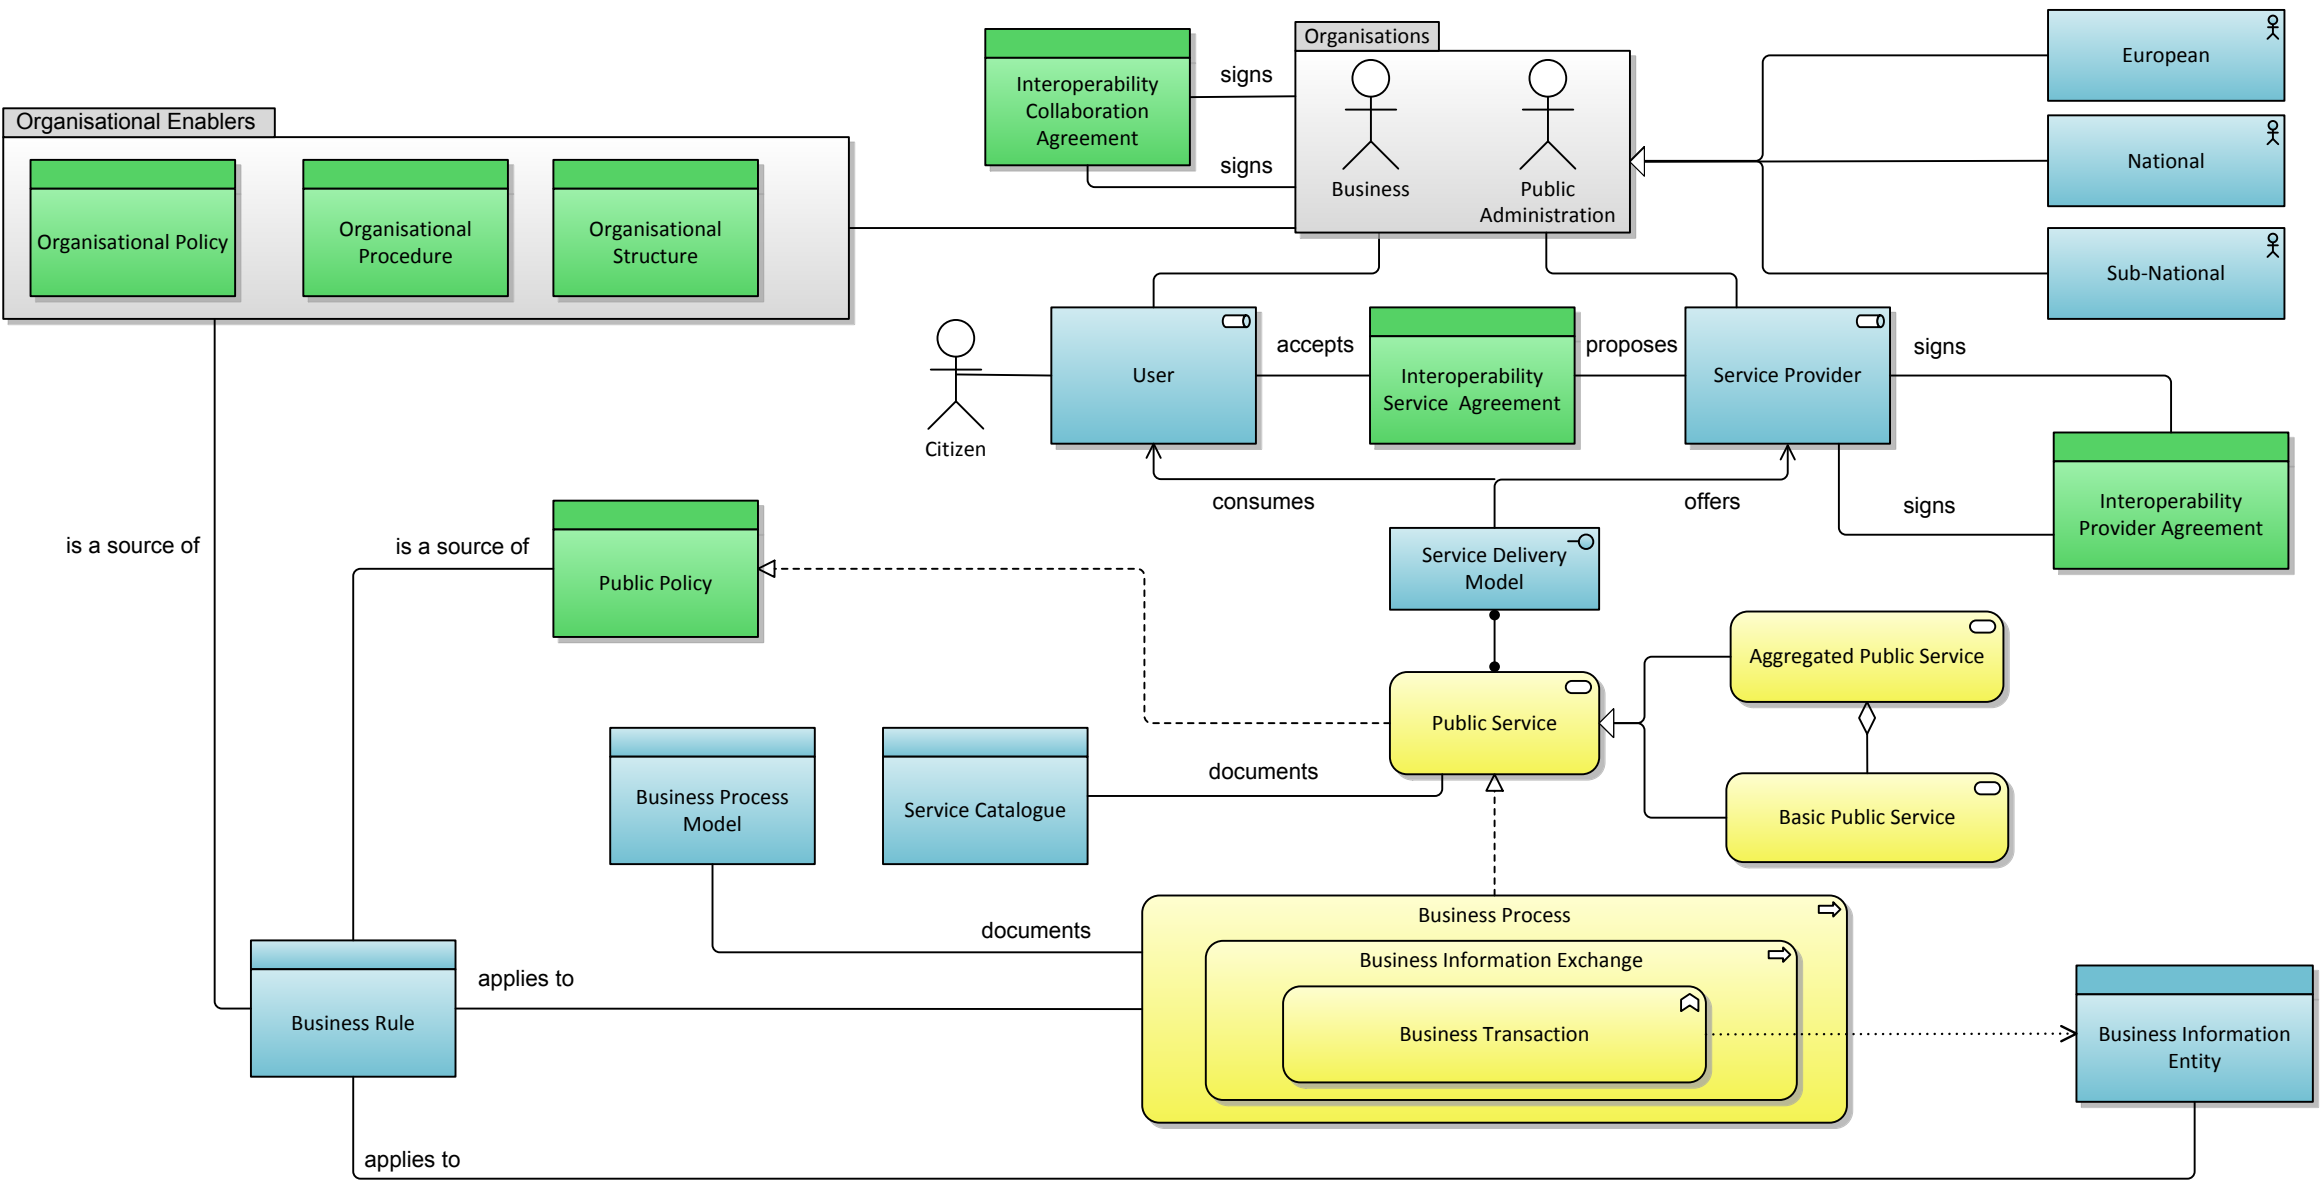 Organisations
European
Interoperability
Collaboration
Agreement
signs
signs
Business
Public
Administration
National
Sub-National
Organisational Enablers
Organisational Policy
Organisational
Procedure
Organisational
Structure
Citizen
User
accepts
Interoperability
Service Agreement
proposes
Service Provider
signs
signs
Interoperability
Provider Agreement
consumes
offers
is a source of
is a source of
Public Policy
Service Delivery
Model
Aggregated Public Service
Public Service
Basic Public Service
Business Process
Model
Service Catalogue
documents
documents
Business Process
Business Information Exchange
Business Transaction
Business Rule
applies to
Business Information
Entity
applies to